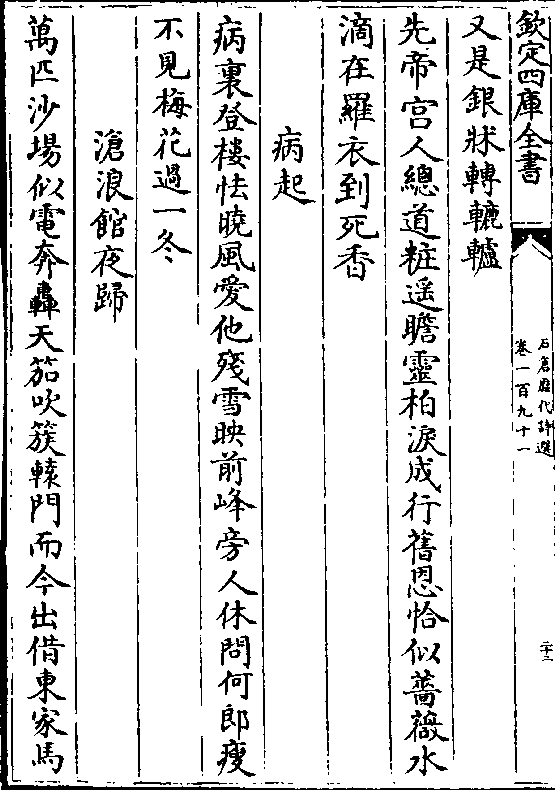 欽定四庫全書
石倉歷代詩選
卷一百九十一
二十二
又是銀牀轉轆轤
先帝宫人總道粧遥瞻靈柏淚成行舊恩恰似薔薇水
滴在羅衣到死香
病起
病裏登樓怯曉風愛他殘雪映前峰旁人休問何郎瘦
不見梅花過一冬
滄浪館夜歸
萬匹沙場似電奔轟天笳吹簇轅門而今出借東家馬